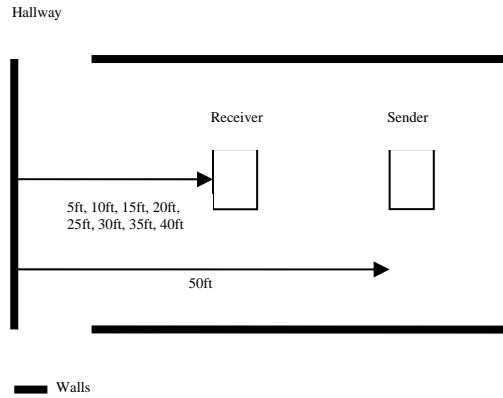 Hallway
Receiver
Sender
5ft, 10ft, 15ft, 20ft,
25ft, 30ft, 35ft, 40ft
50ft
Walls